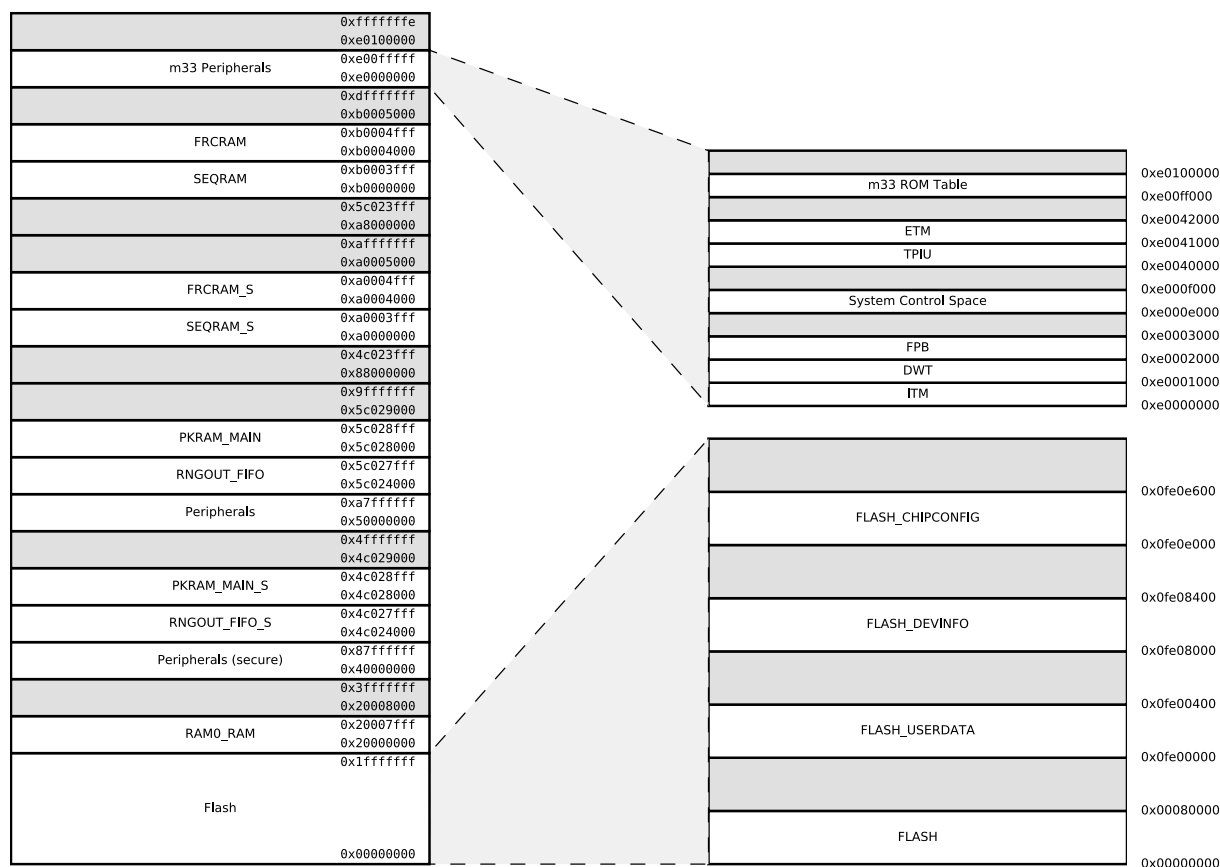 0xfffffffe
0xe0100000
m33 Peripherals
0xe00fffff
0xe0000000
0xdfffffff
0xb0005000
FRCRAM
0xb0004fff
0xb0004000
SEQRAM
0xb0003fff
0xb0000000
0x5c023fff
0xa8000000
0xafffffff
0xa0005000
FRCRAM_S
0xa0004fff
0xa0004000
SEQRAM_S
0xa0003fff
0xa0000000
0x4c023fff
0x88000000
0x9fffffff
0x5c029000
PKRAM_MAIN
0x5c028fff
0x5c028000
RNGOUT_FIFO
0x5c027fff
0x5c024000
Peripherals
0xa7ffffff
0x50000000
0x4fffffff
0x4c029000
PKRAM_MAIN_S
0x4c028fff
0x4c028000
RNGOUT_FIFO_S
0x4c027fff
0x4c024000
Peripherals (secure)
0x87ffffff
0x40000000
0x3fffffff
0x20008000
RAM0_RAM
0x20007fff
0x20000000
0x1fffffff
Flash
0x00000000
0xe0100000
m33 ROM Table
0xe00ff000
0xe0042000
ETM
0xe0041000
TPIU
0xe0040000
0xe000f000
System Control Space
0xe000e000
0xe0003000
FPB
0xe0002000
DWT
0xe0001000
ITM
0xe0000000
0x0fe0e600
FLASH_CHIPCONFIG
0x0fe0e000
0x0fe08400
FLASH_DEVINFO
0x0fe08000
0x0fe00400
FLASH_USERDATA
0x0fe00000
0x00080000
FLASH
0x00000000